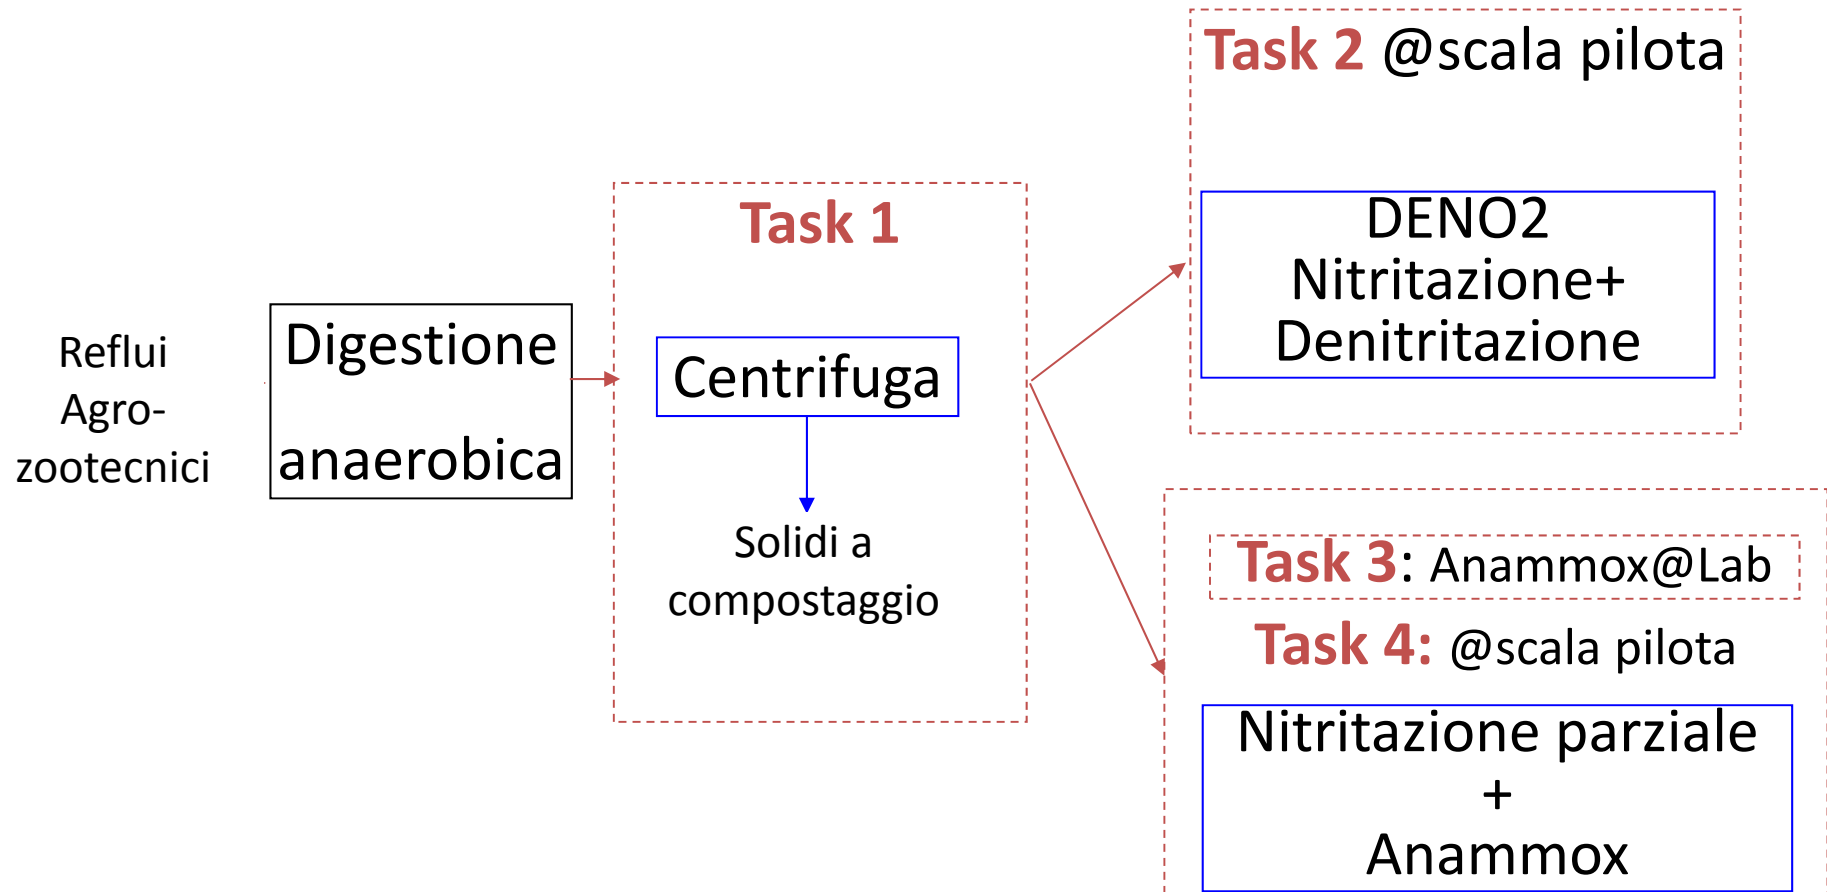 Reflui
Agro-
zootecnici
Digestione
anaerobica
Task 1
Centrifuga
Solidi a
compostaggio
Task 2 @scala pilota
DENO2
Nitritazione+
Denitritazione
Task 3: Anammox@Lab
Task 4: @scala pilota
Nitritazione parziale
+
Anammox